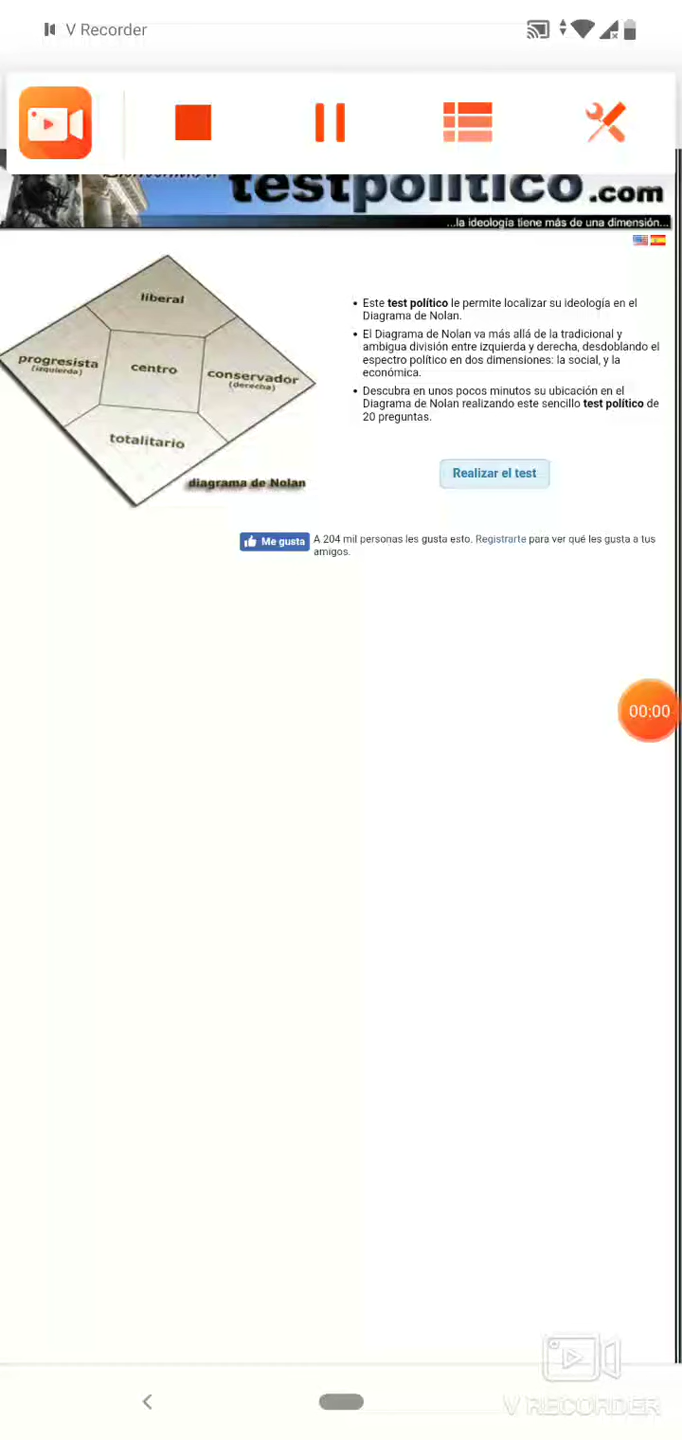 V Recorder
testpolitico.com
...la ideología tiene más de una dimensión...
liberal
progresista
(izquierda)
centro
conservador
(derecha)
totalitario
diagrama de Nolan
• Este test político le permite localizar su ideología en el
Diagrama de Nolan.
• El Diagrama de Nolan va más allá de la tradicional y
ambigua división entre izquierda y derecha, desdoblando el
espectro político en dos dimensiones: la social, y la
económica.
• Descubra en unos pocos minutos su ubicación en el
Diagrama de Nolan realizando este sencillo test político de
20 preguntas.
Realizar el test
Me gusta
A 204 mil personas les gusta esto. Registrarte para ver qué les gusta a tus
amigos.
00:00
V RECORDER